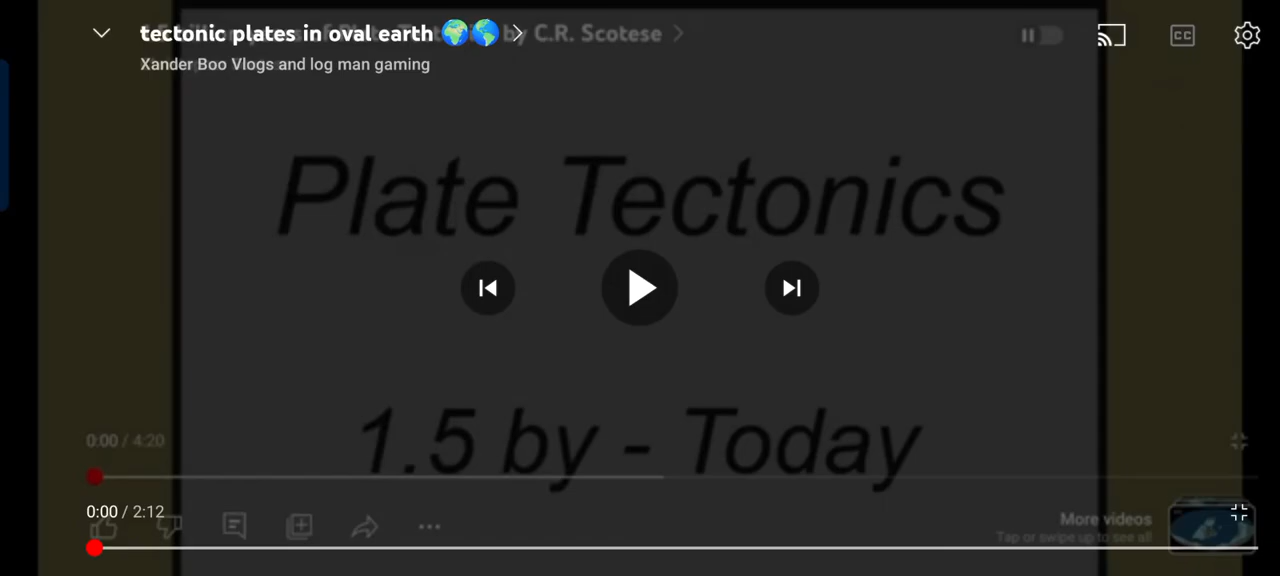 tectonic plates in oval earth
by C.R. Scotese
Xander Boo Vlogs and log man gaming
CC
Plate Tectonics
1.5 by - Today
0:00 / 4:20
0:00 / 2:12
More videos
Tap or swipe up to see all